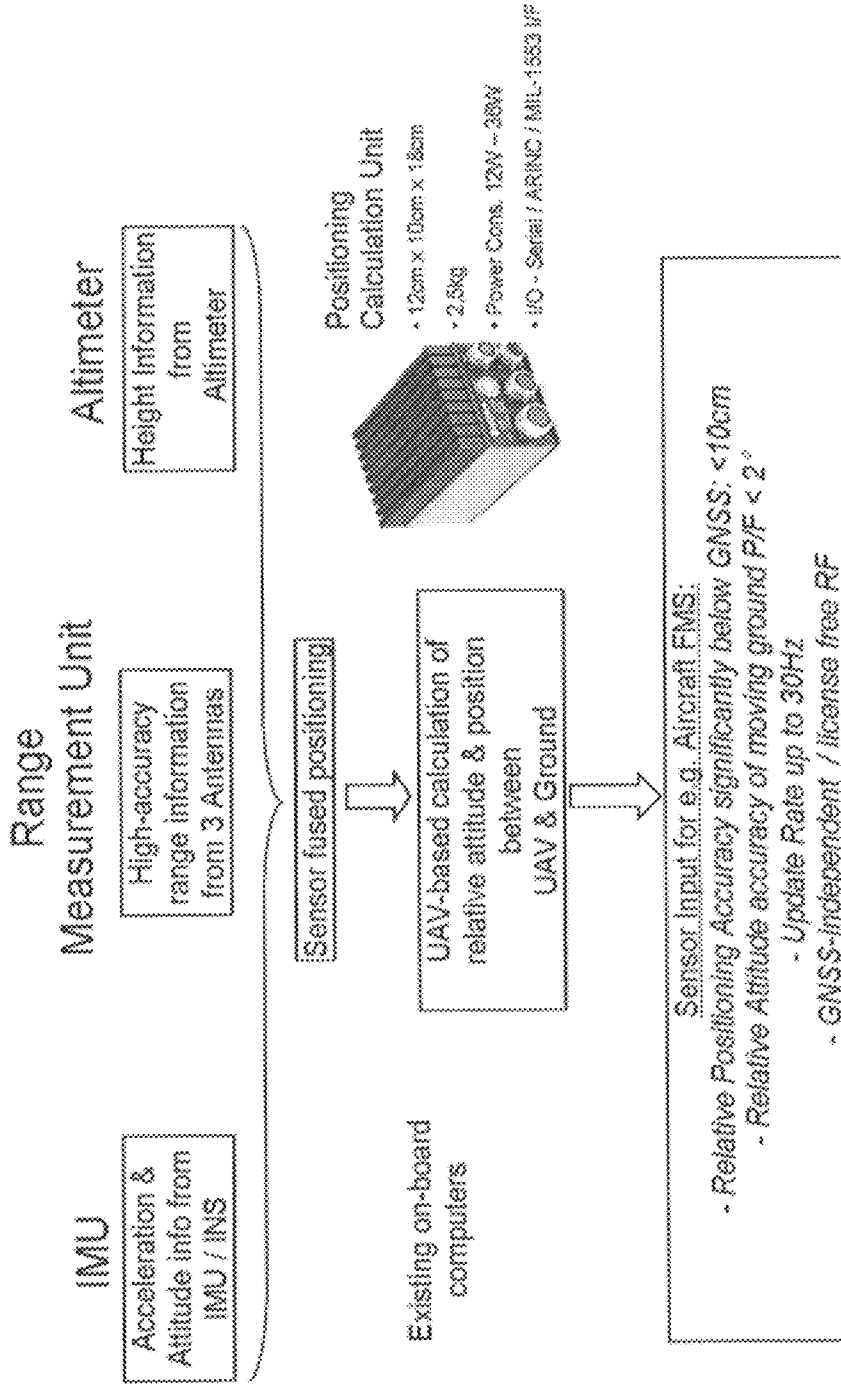 IMU
Acceleration &
Attitude info from
IMU / INS
Range
Measurement Unit
High-accuracy
range information
from 3 Antennas
Altimeter
Height Information
from
Altimeter
Sensor fused positioning
Existing on-board
computers
UAV-based calculation of
relative attitude & position
between
UAV & Ground
Positioning
Calculation Unit
• 12cm x 10cm x 18cm
• 2,5kg
• Power Cons. 12W – 36W
• I/O - Serial / ARINC / MIL-1553 I/F
Sensor Input for e.g. Aircraft FMS:
- Relative Positioning Accuracy significantly below GNSS: <10cm
- Relative Attitude accuracy of moving ground P/F < 2°
- Update Rate up to 30Hz
- GNSS-independent / license free RF